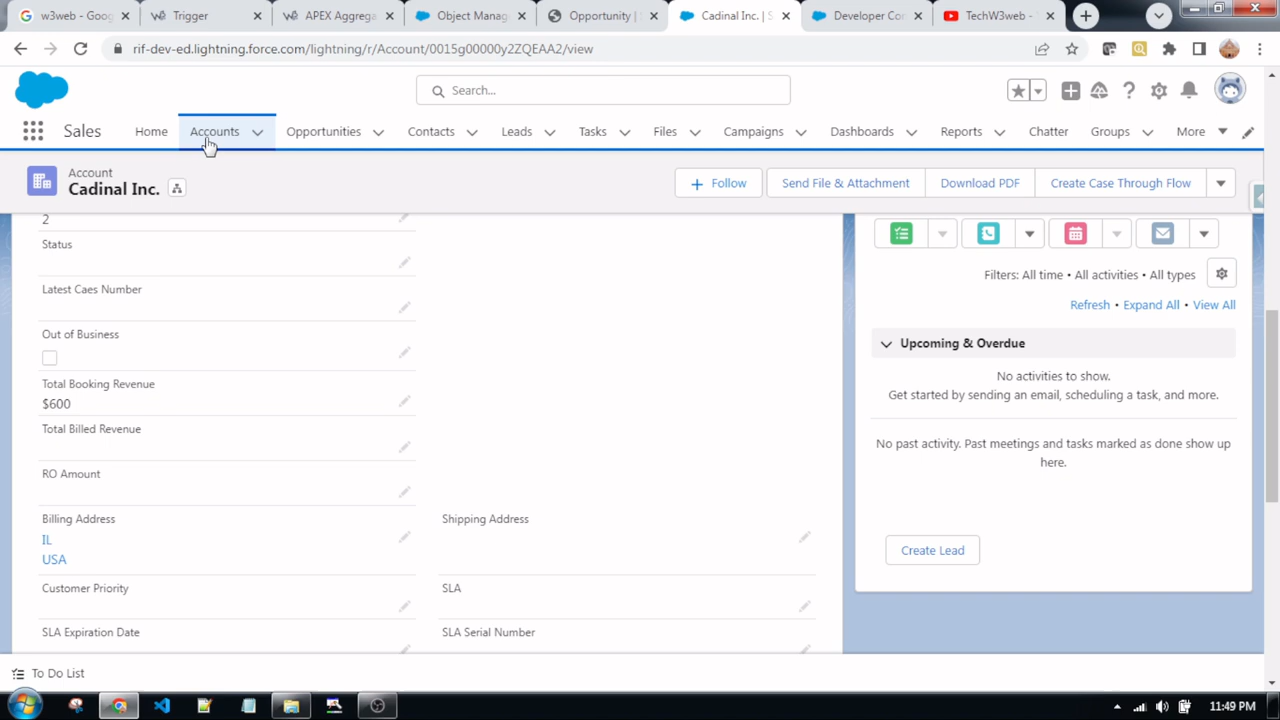 w3web - Goo
Trigger
APEX Aggrega
Object Manag
Opportunity |
Cadinal Inc. | S
Developer Con
TechW3web - Y
rif-dev-ed.lightning.force.com/lightning/r/Account/0015g00000y2ZQEAA2/view
Search...
Sales
Home
Accounts
Opportunities
Contacts
Leads
Tasks
Files
Campaigns
Dashboards
Reports
Chatter
Groups
More
Account
Cadinal Inc.
Follow
Send File & Attachment
Download PDF
Create Case Through Flow
2
Status
Latest Caes Number
Out of Business
Total Booking Revenue
$600
Total Billed Revenue
RO Amount
Billing Address
Shipping Address
IL
USA
Customer Priority
SLA
SLA Expiration Date
SLA Serial Number
Filters: All time • All activities • All types
Refresh • Expand All • View All
Upcoming & Overdue
No activities to show.
Get started by sending an email, scheduling a task, and more.
No past activity. Past meetings and tasks marked as done show up
here.
Create Lead
To Do List
11:49 PM